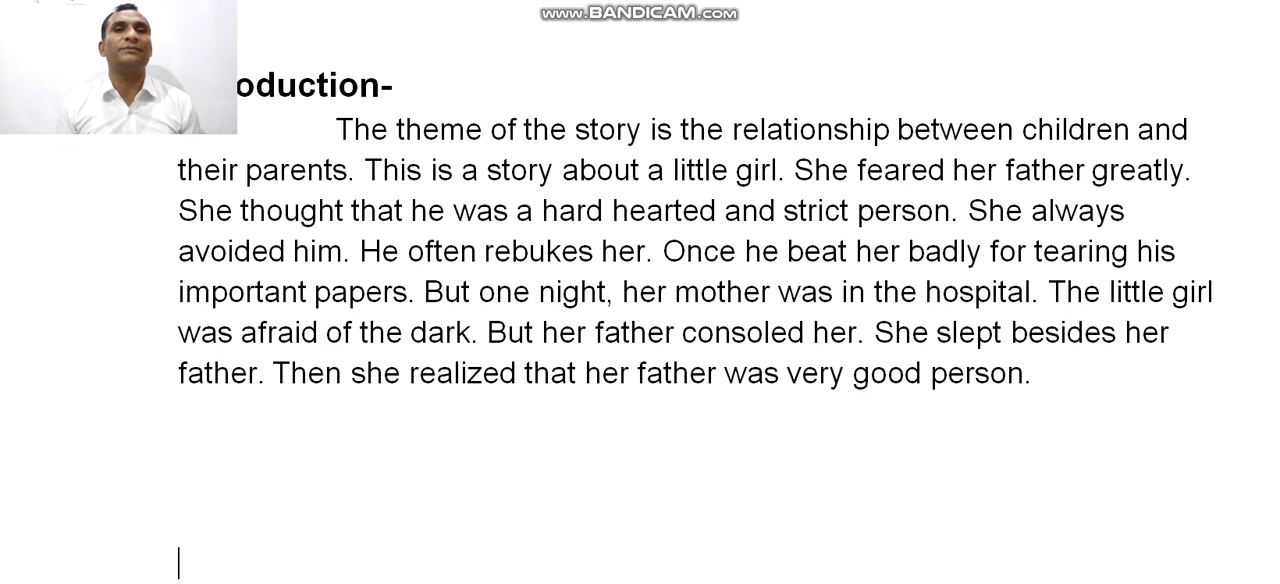 www.BANDICAM.com
oduction-
The theme of the story is the relationship between children and
their parents. This is a story about a little girl. She feared her father greatly.
She thought that he was a hard hearted and strict person. She always
avoided him. He often rebukes her. Once he beat her badly for tearing his
important papers. But one night, her mother was in the hospital. The little girl
was afraid of the dark. But her father consoled her. She slept besides her
father. Then she realized that her father was very good person.